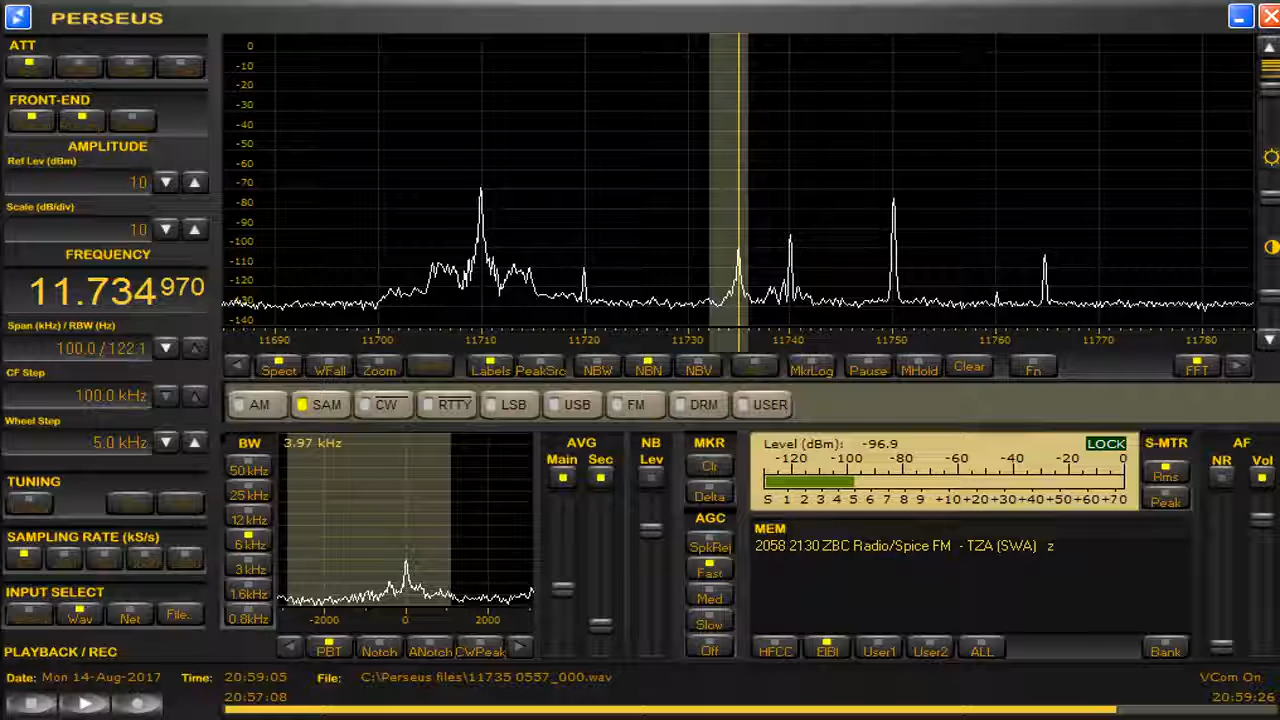 PERSEUS
ATT
FRONT-END
AMPLITUDE
Ref Lev (dBm)
10
Scale (dB/div)
10
FREQUENCY
11.734970
Span (kHz) / RBW (Hz)
100.0/122.1
CF Step
100.0 kHz
Wheel Step
5.0 kHz
TUNING
SAMPLING RATE (kS/s)
INPUT SELECT
Wav Net File..
PLAYBACK / REC
0
-10
-20
-30
-40
-50
-60
-70
-80
-90
-100
-110
-120
-130
-140
11690 11700 11710 11720 11730 11740 11750 11760 11770 11780
Spect WFall Zoom Labels PeakSrc NBW NBN NBV MkrLog Pause MHold Clear Fn FFT
AM SAM CW RTTY LSB USB FM DRM USER
BW
50 kHz
25 kHz
12 kHz
6 kHz
3 kHz
1.6kHz
0.8kHz
3.97 kHz
-2000 0 2000
PBT Notch ANotch CWPeak
AVG
Main Sec
NB
Lev
MKR
Clr
Delta
AGC
SpkRej
Fast
Med
Slow
Off
Level (dBm): -96.9 LOCK
-120 -100 -80 -60 -40 -20 0
S 1 2 3 4 5 6 7 8 9 +10+20+30+40+50+60+70
S-MTR
Rms
Peak
AF
NR Vol
MEM
2058 2130 ZBC Radio/Spice FM - TZA (SWA) z
HFCC EIBI User1 User2 ALL Bank
Date: Mon 14-Aug-2017 Time: 20:59:05 File: C:\Perseus files\11735 0557_000.wav VCom On
20:57:08 20:59:26